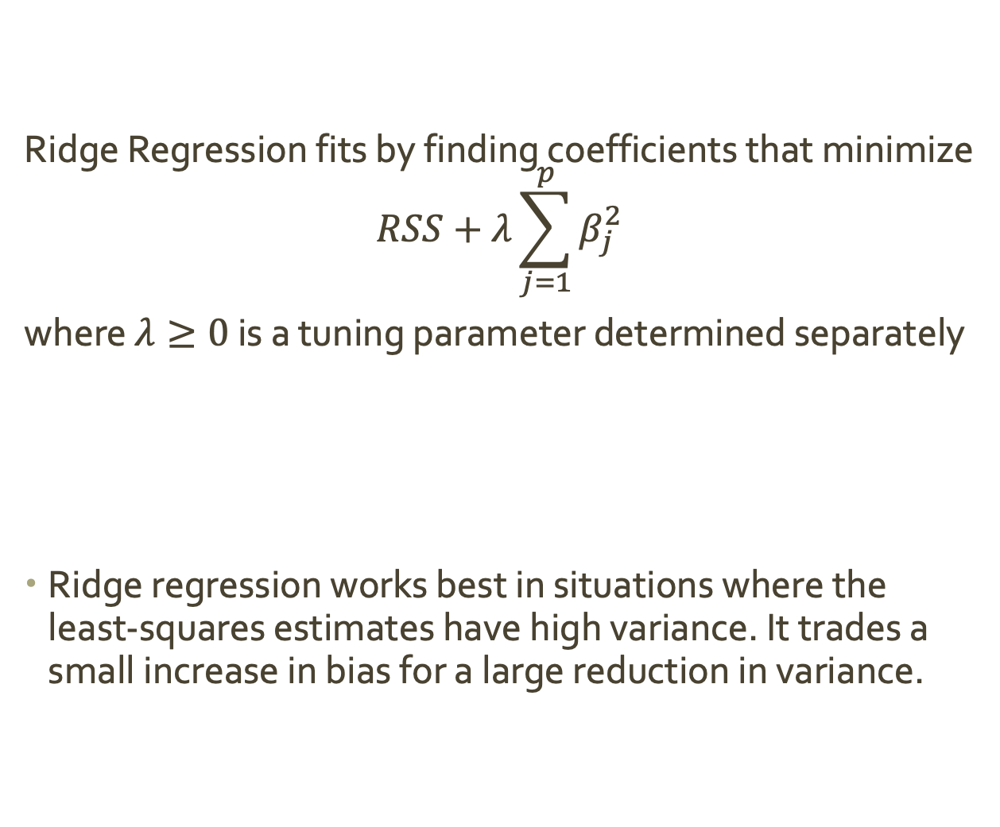 Ridge Regression fits by finding coefficients that minimize
$RSS + \lambda \sum_{j=1}^{p} \beta_j^2$
where $\lambda \geq 0$ is a tuning parameter determined separately
• Ridge regression works best in situations where the
least-squares estimates have high variance. It trades a
small increase in bias for a large reduction in variance.